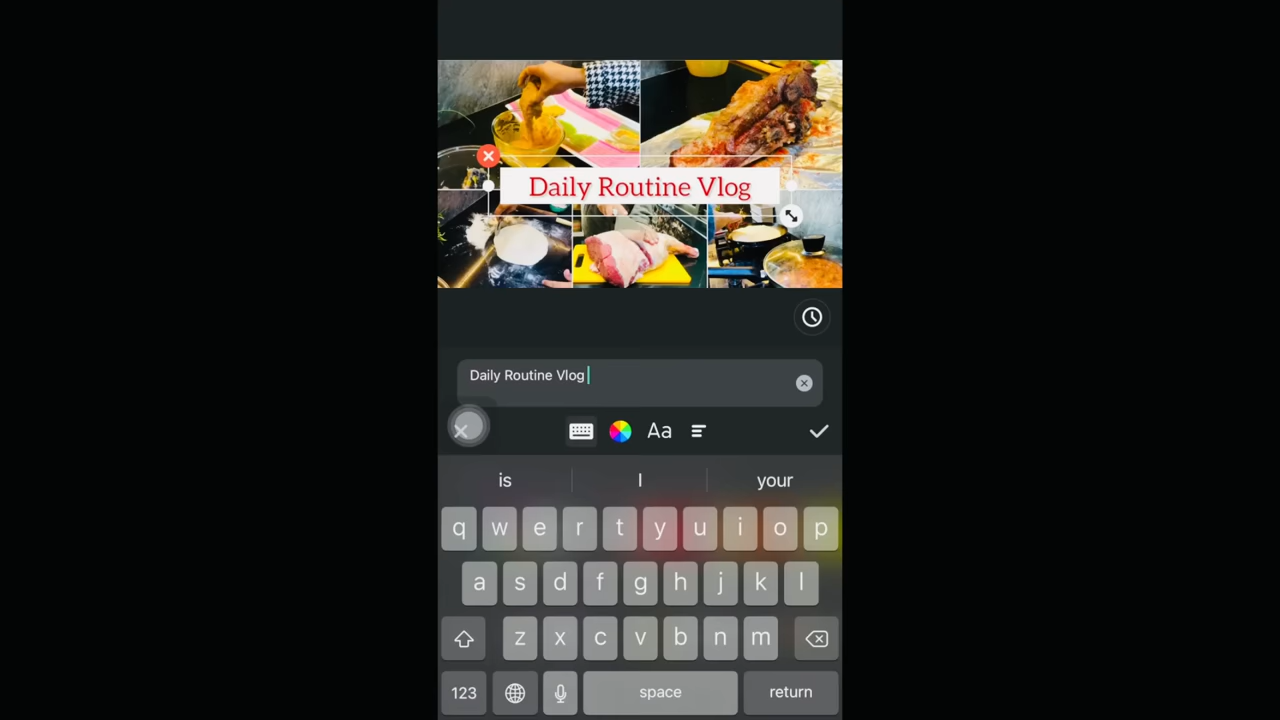 Daily Routine Vlog
Daily Routine Vlog
Aa
is I your
q w e r t y u i o p
a s d f g h j k l
z x c v b n m
123 space return